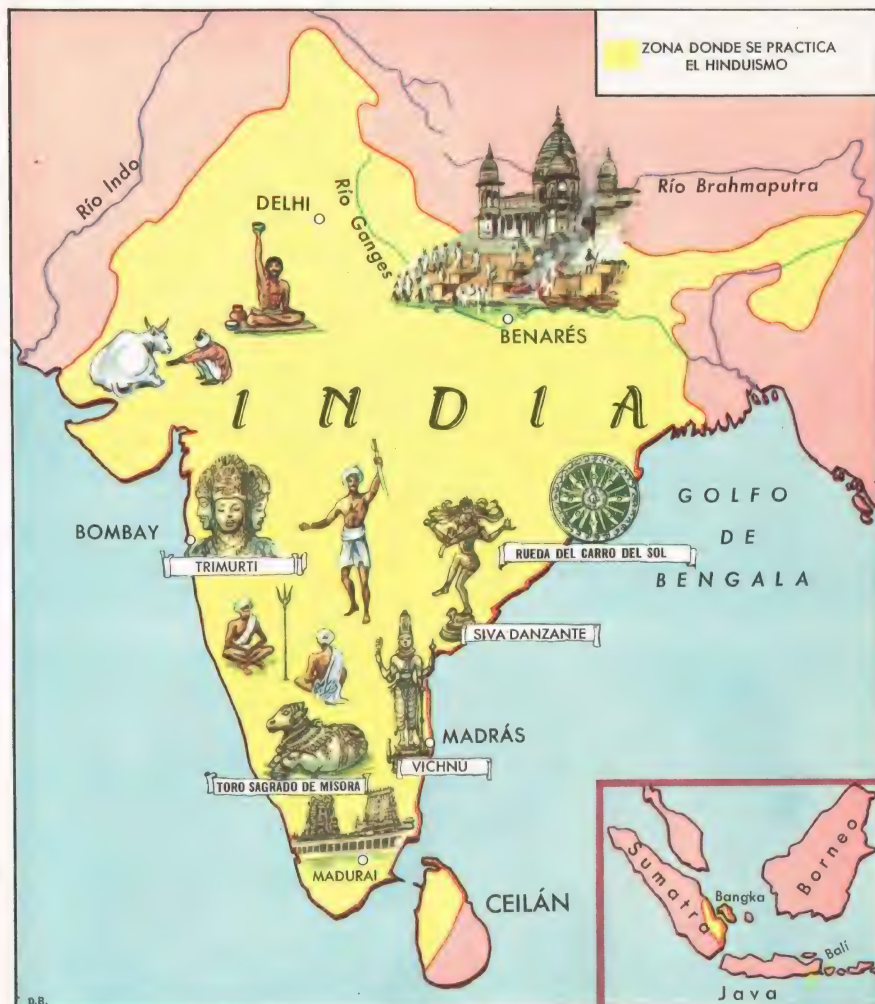 ZONA DONDE SE PRACTICA
EL HINDUISMO
Río Indo
DELHI
Río Ganges
Río Brahmaputra
BENARÉS
INDIA
BOMBAY
TRIMURTI
RUEDA DEL CARRO DEL SOL
GOLFO
DE
BENGALA
SIVA DANZANTE
MADRÁS
VICHNÚ
TORO SAGRADO DE MISORA
MADURAI
CEILÁN
Sumatra
Bangka
Borneo
Bali
Java
D.B.